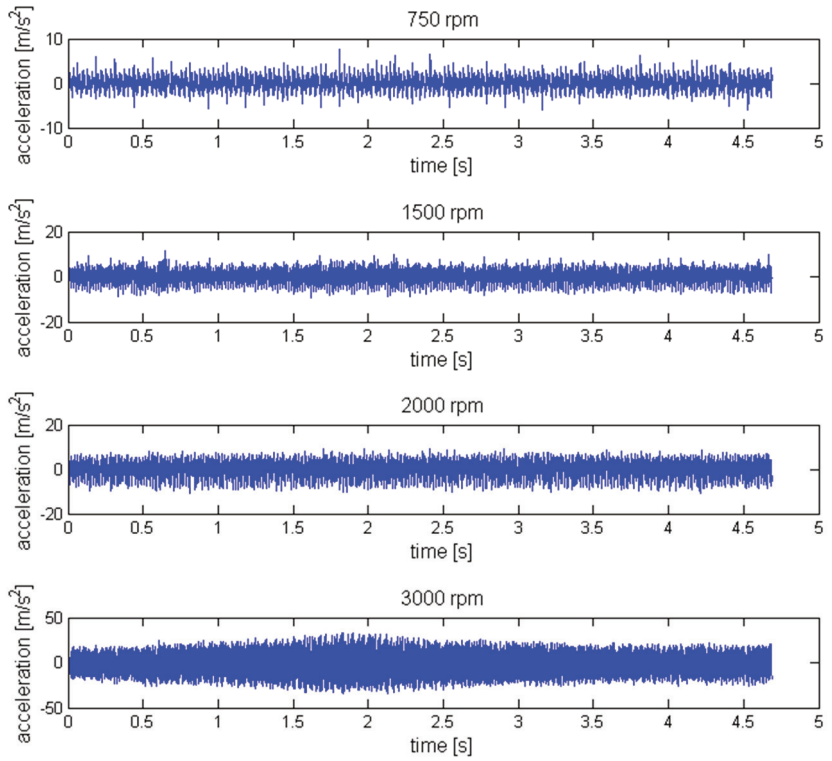 750 rpm
acceleration [m/s²]
10
0
-10
0 0.5 1 1.5 2 2.5 3 3.5 4 4.5 5
time [s]
1500 rpm
acceleration [m/s²]
20
0
-20
0 0.5 1 1.5 2 2.5 3 3.5 4 4.5 5
time [s]
2000 rpm
acceleration [m/s²]
20
0
-20
0 0.5 1 1.5 2 2.5 3 3.5 4 4.5 5
time [s]
3000 rpm
acceleration [m/s²]
50
0
-50
0 0.5 1 1.5 2 2.5 3 3.5 4 4.5 5
time [s]